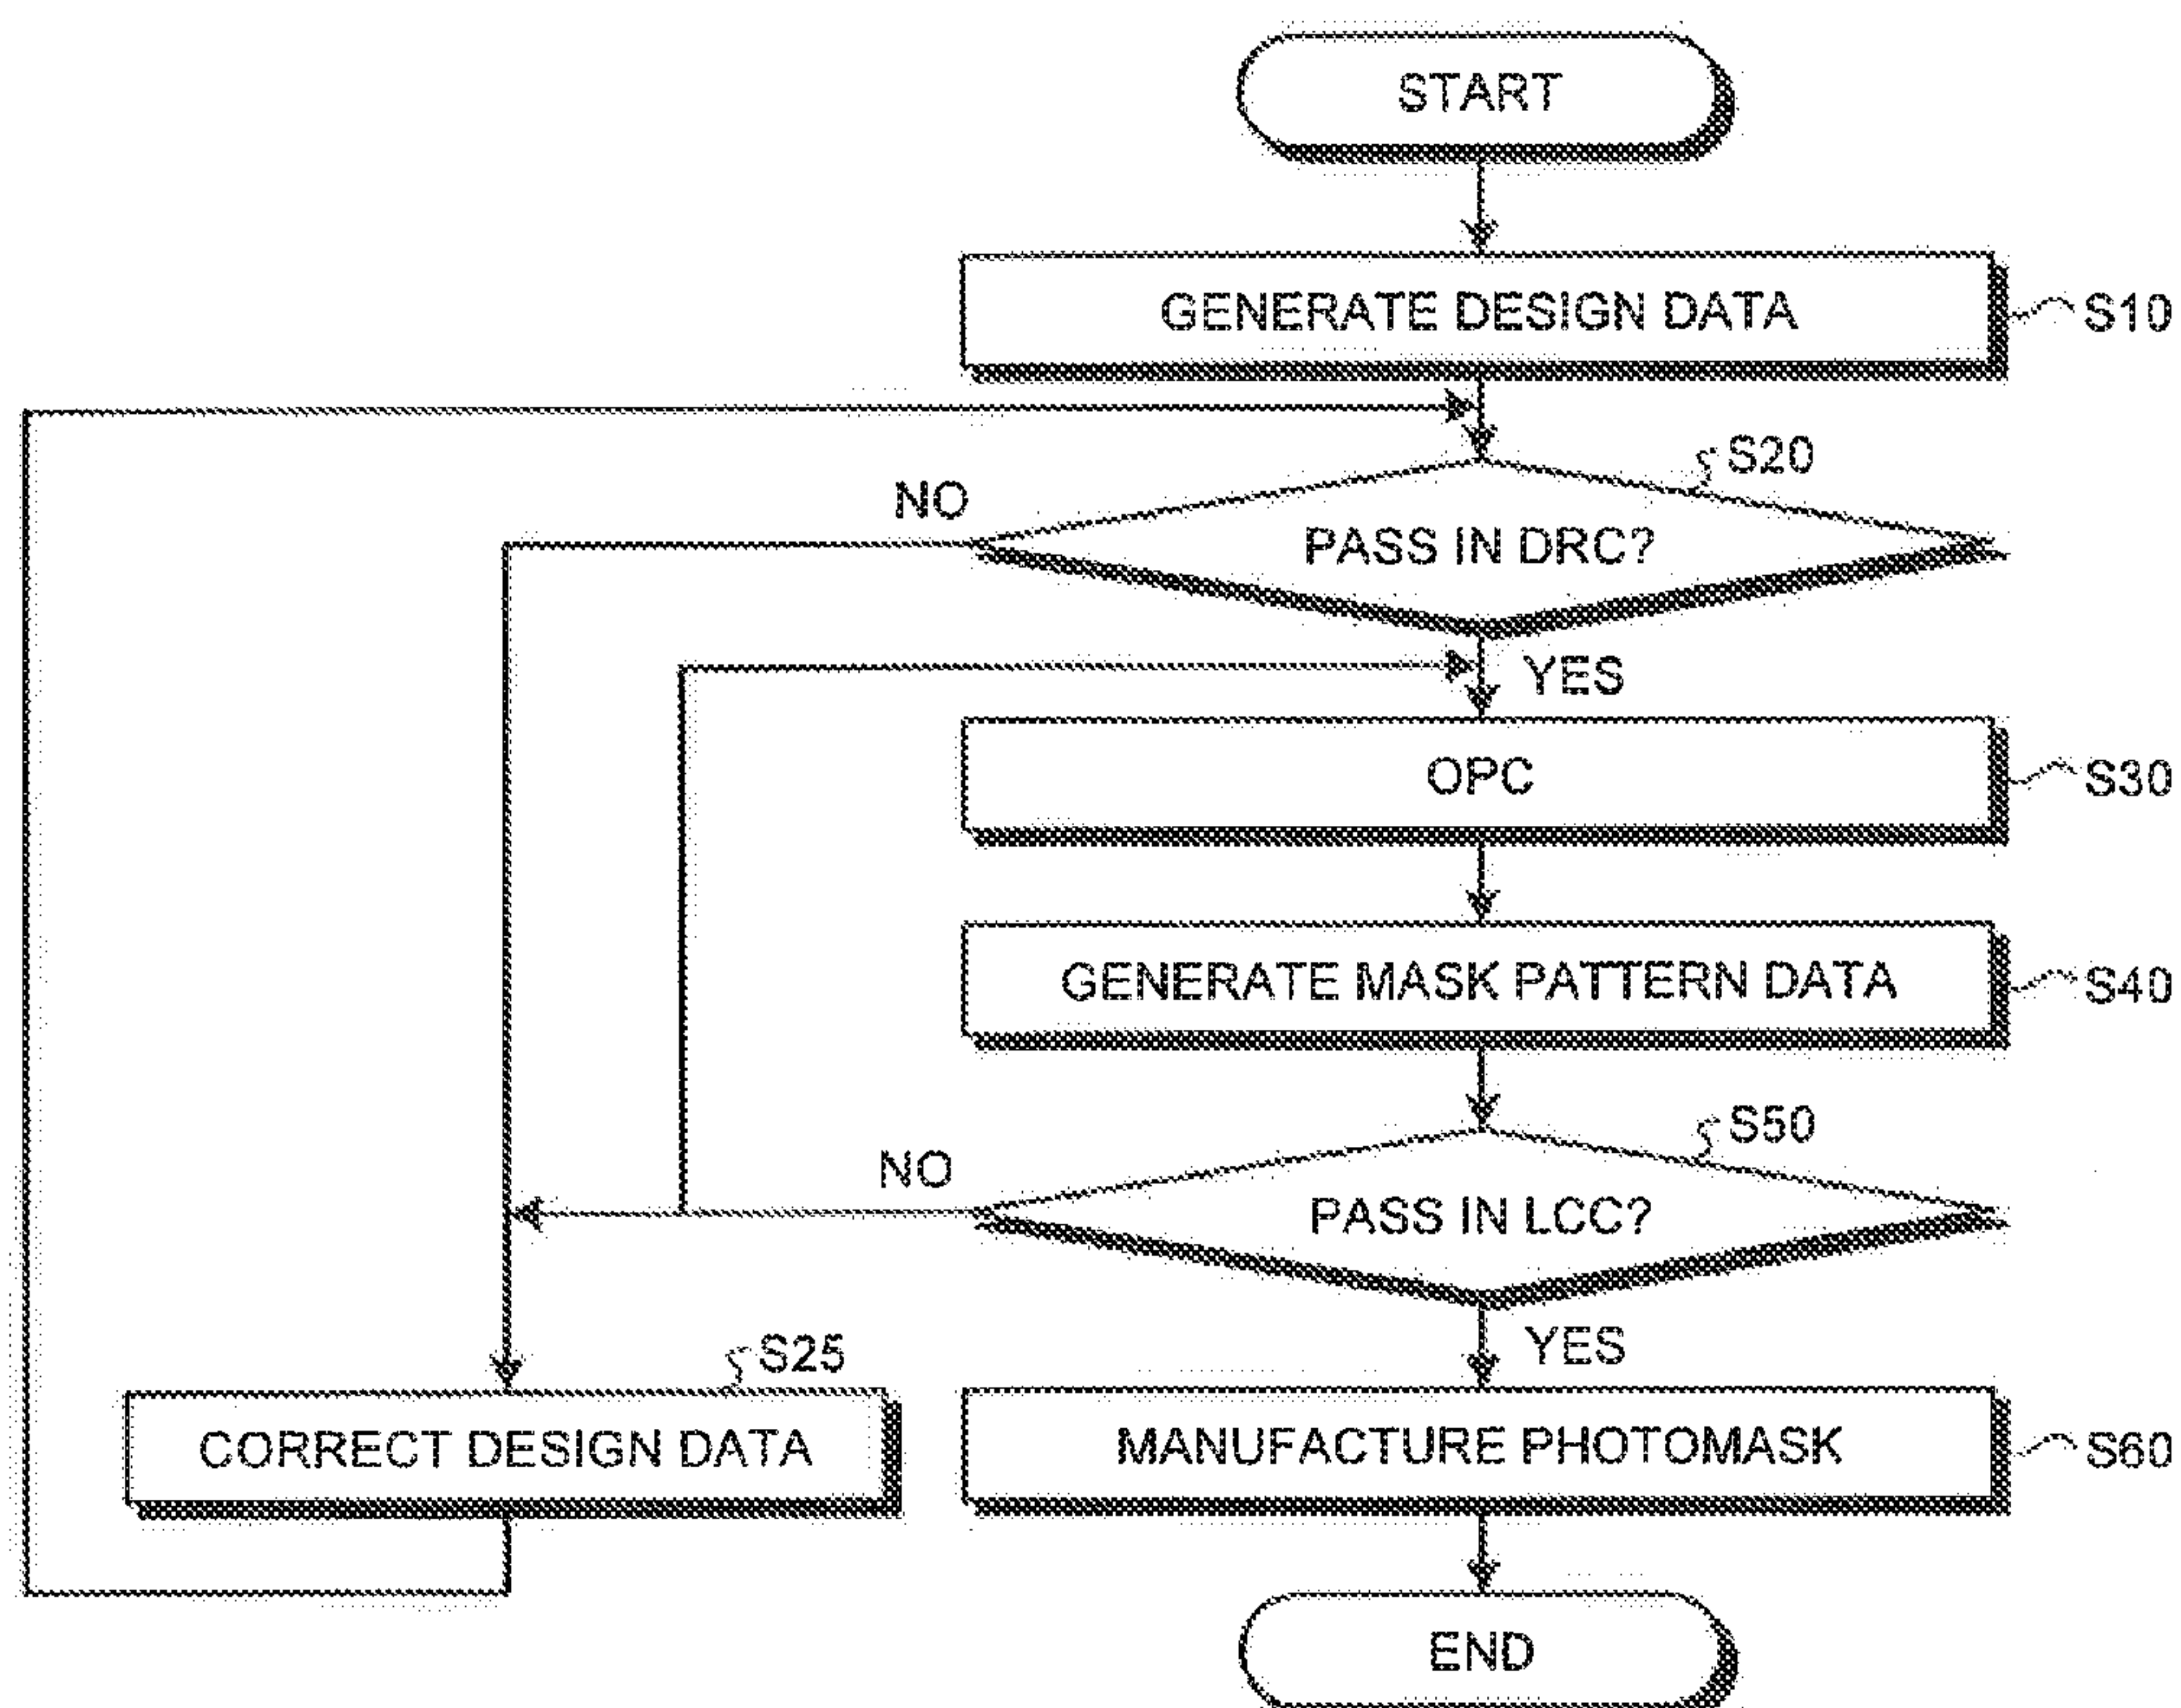 START
GENERATE DESIGN DATA
S10
S20
NO
PASS IN DRC?
YES
OPC
S30
GENERATE MASK PATTERN DATA
S40
S50
NO
PASS IN LCC?
YES
S25
CORRECT DESIGN DATA
MANUFACTURE PHOTOMASK
S60
END